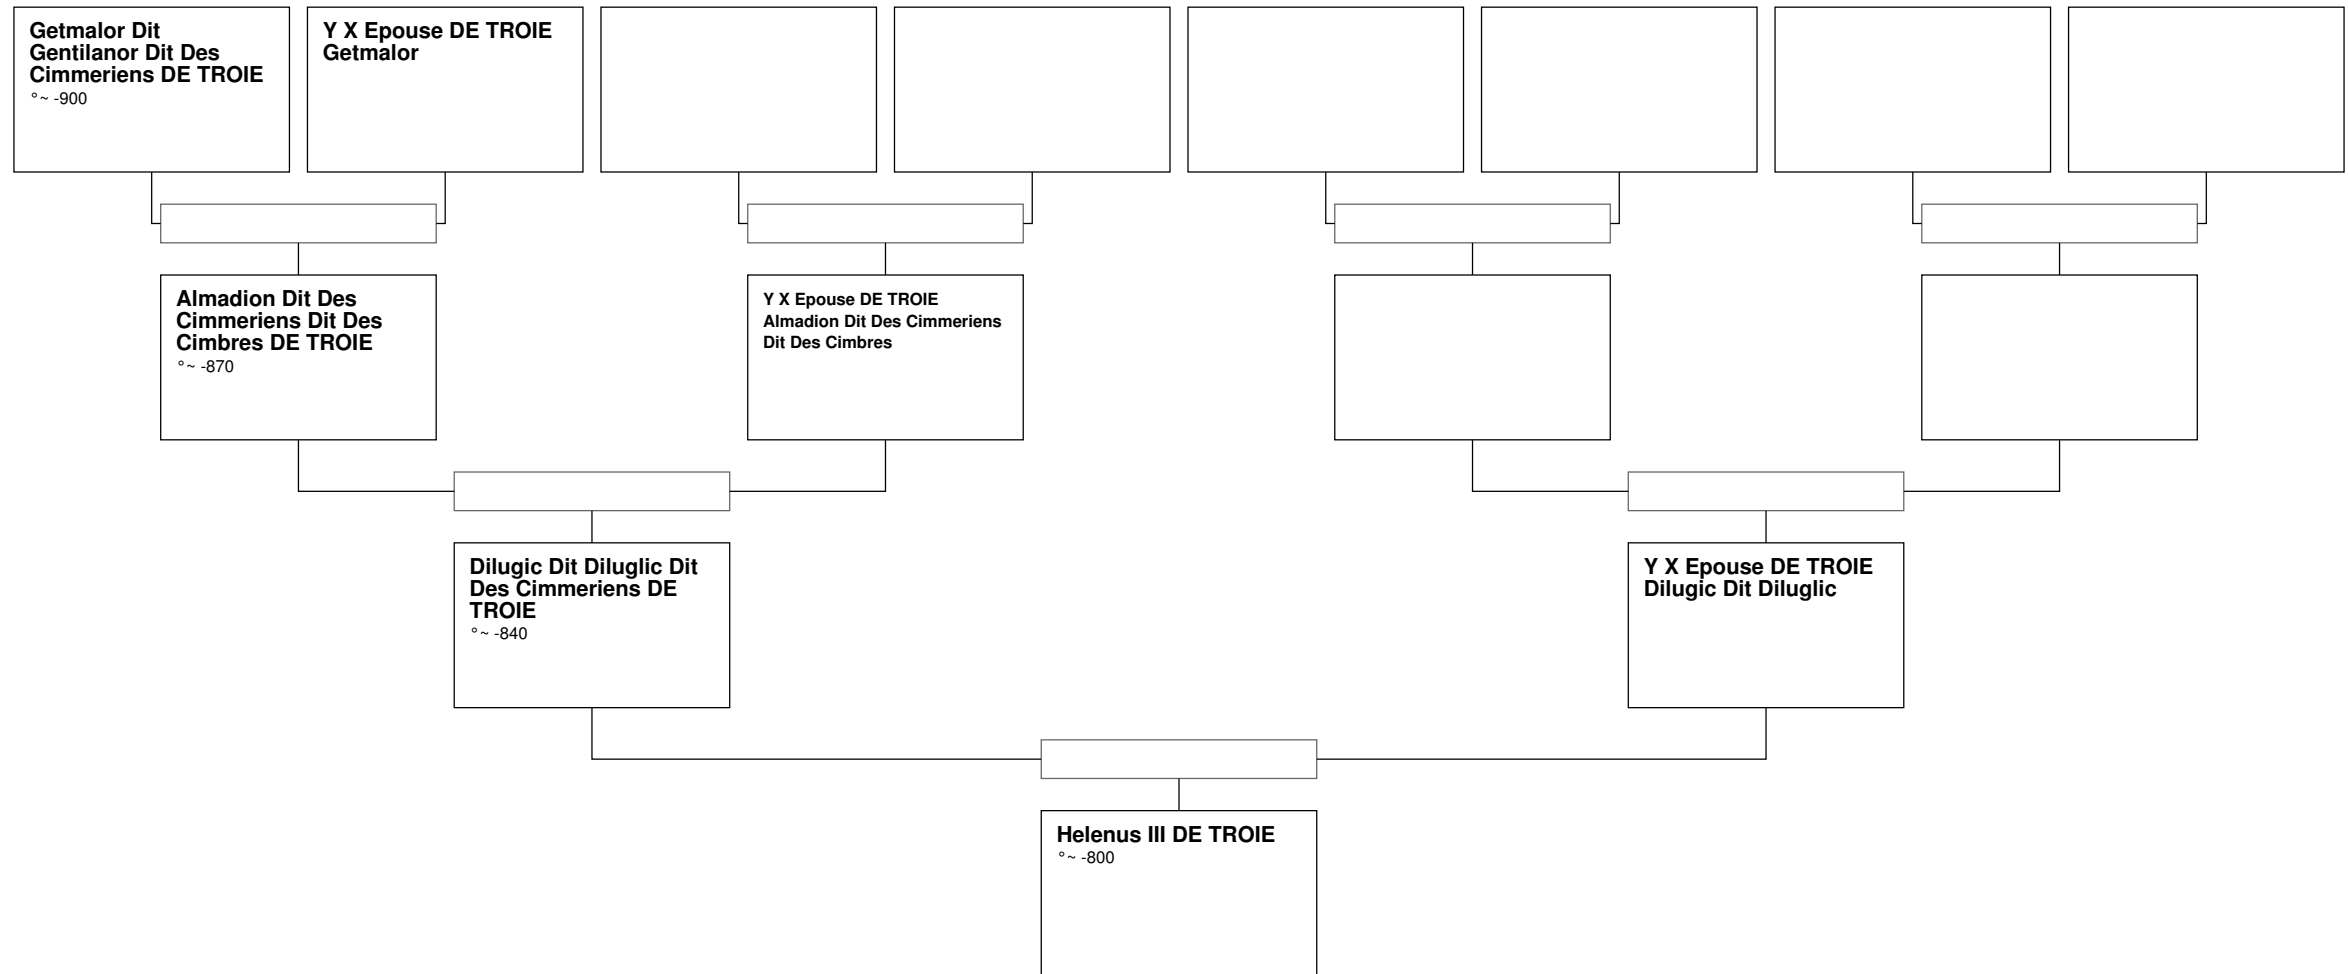 Getmalor Dit
Gentilanor Dit Des
Cimmeriens DE TROIE
°~ -900
Y X Epouse DE TROIE
Getmalor
Almadion Dit Des
Cimmeriens Dit Des
Cimbres DE TROIE
°~ -870
Y X Epouse DE TROIE
Almadion Dit Des Cimmeriens
Dit Des Cimbres
Dilugic Dit Diluglic Dit
Des Cimmeriens DE
TROIE
°~ -840
Y X Epouse DE TROIE
Dilugic Dit Diluglic
Helenus III DE TROIE
°~ -800